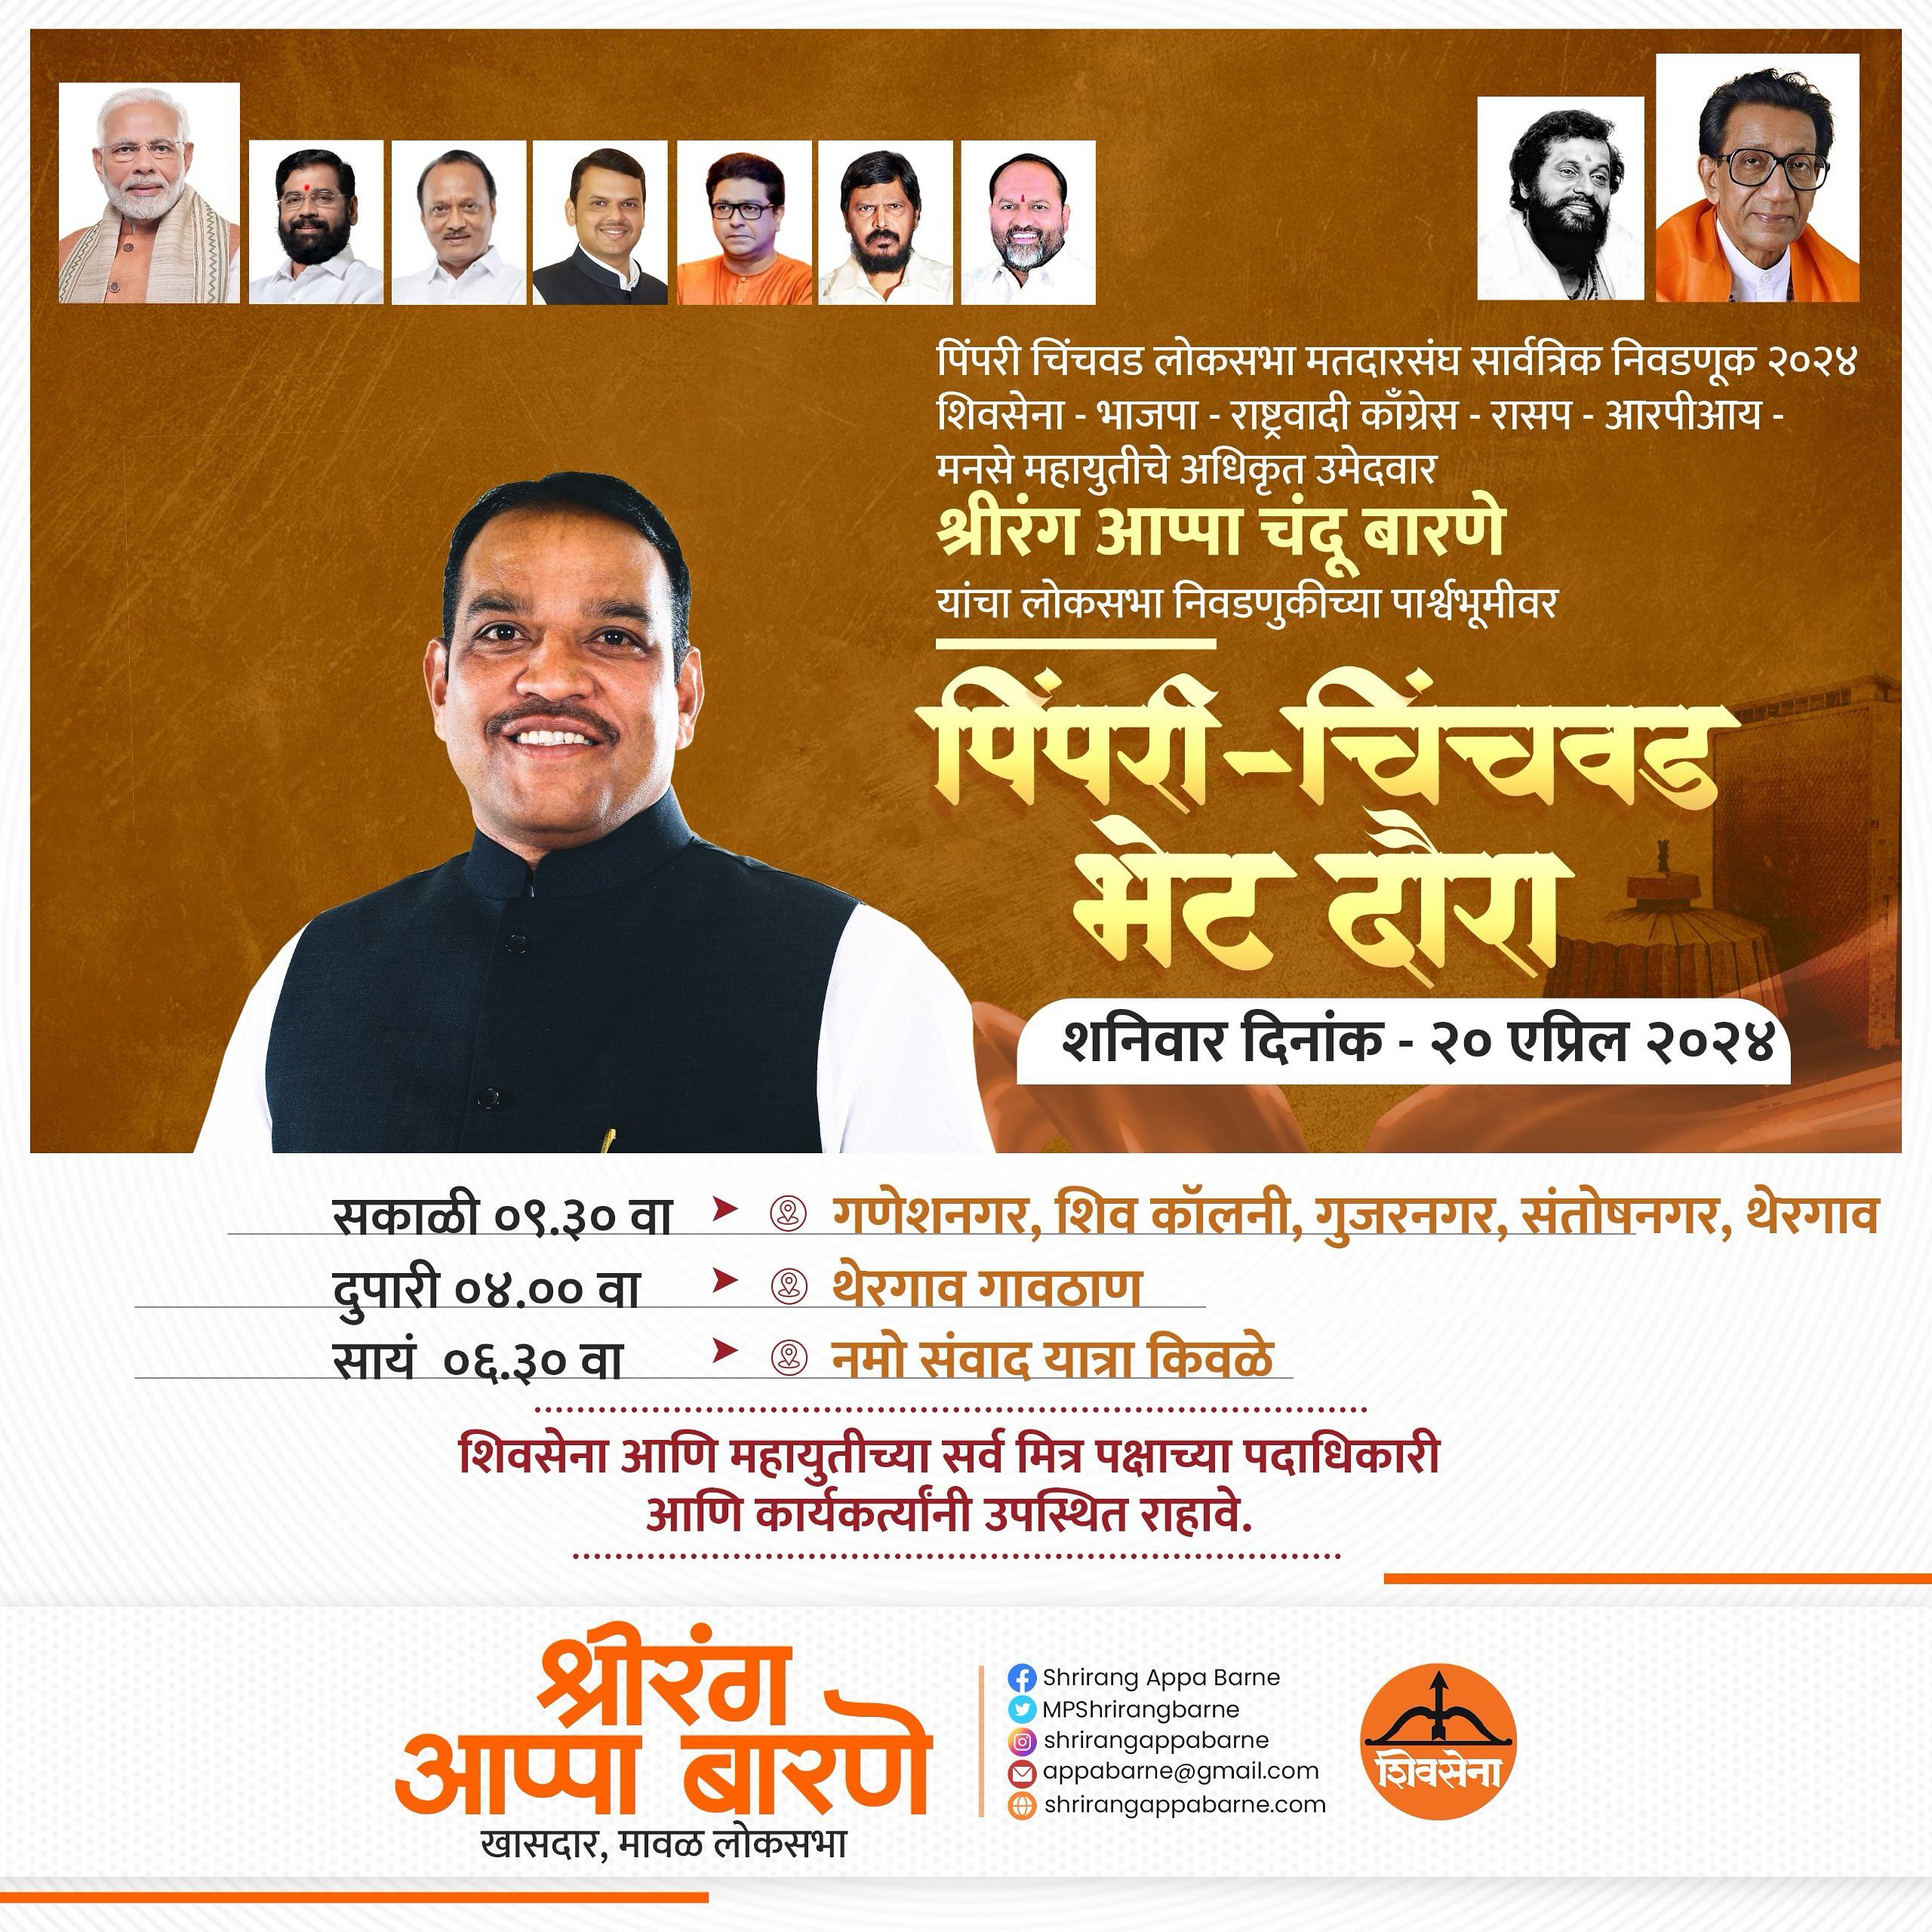 पिंपरी चिंचवड लोकसभा मतदारसंघ सार्वत्रिक निवडणूक २०२४
शिवसेना - भाजपा - राष्ट्रवादी काँग्रेस - रासप - आरपीआय -
मनसे महायुतीचे अधिकृत उमेदवार
श्रीरंग आप्पा चंदू बारणे
यांचा लोकसभा निवडणुकीच्या पार्श्वभूमीवर
पिंपरी-चिंचवड
भेट दौरा
शनिवार दिनांक - २० एप्रिल २०२४
सकाळी ०९.३० वा गणेशनगर, शिव कॉलनी, गुजरनगर, संतोषनगर, थेरगाव
दुपारी ०४.०० वा थेरगाव गावठाण
सायं ०६.३० वा नमो संवाद यात्रा किवळे
शिवसेना आणि महायुतीच्या सर्व मित्र पक्षाच्या पदाधिकारी
आणि कार्यकर्त्यांनी उपस्थित राहावे.
श्रीरंग
आप्पा बारणे
खासदार, मावळ लोकसभा
Shrirang Appa Barne
MPShrirangbarne
shrirangappabarne
appabarne@gmail.com
shrirangappabarne.com
शिवसेना